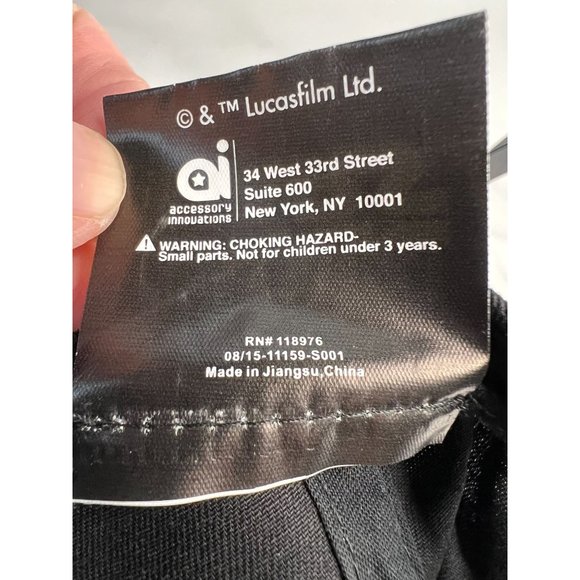 © & ™ Lucasfilm Ltd.
ai
accessory
innovations
34 West 33rd Street
Suite 600
New York, NY 10001
WARNING: CHOKING HAZARD-
Small parts. Not for children under 3 years.
RN# 118976
08/15-11159-S001
Made in Jiangsu,China